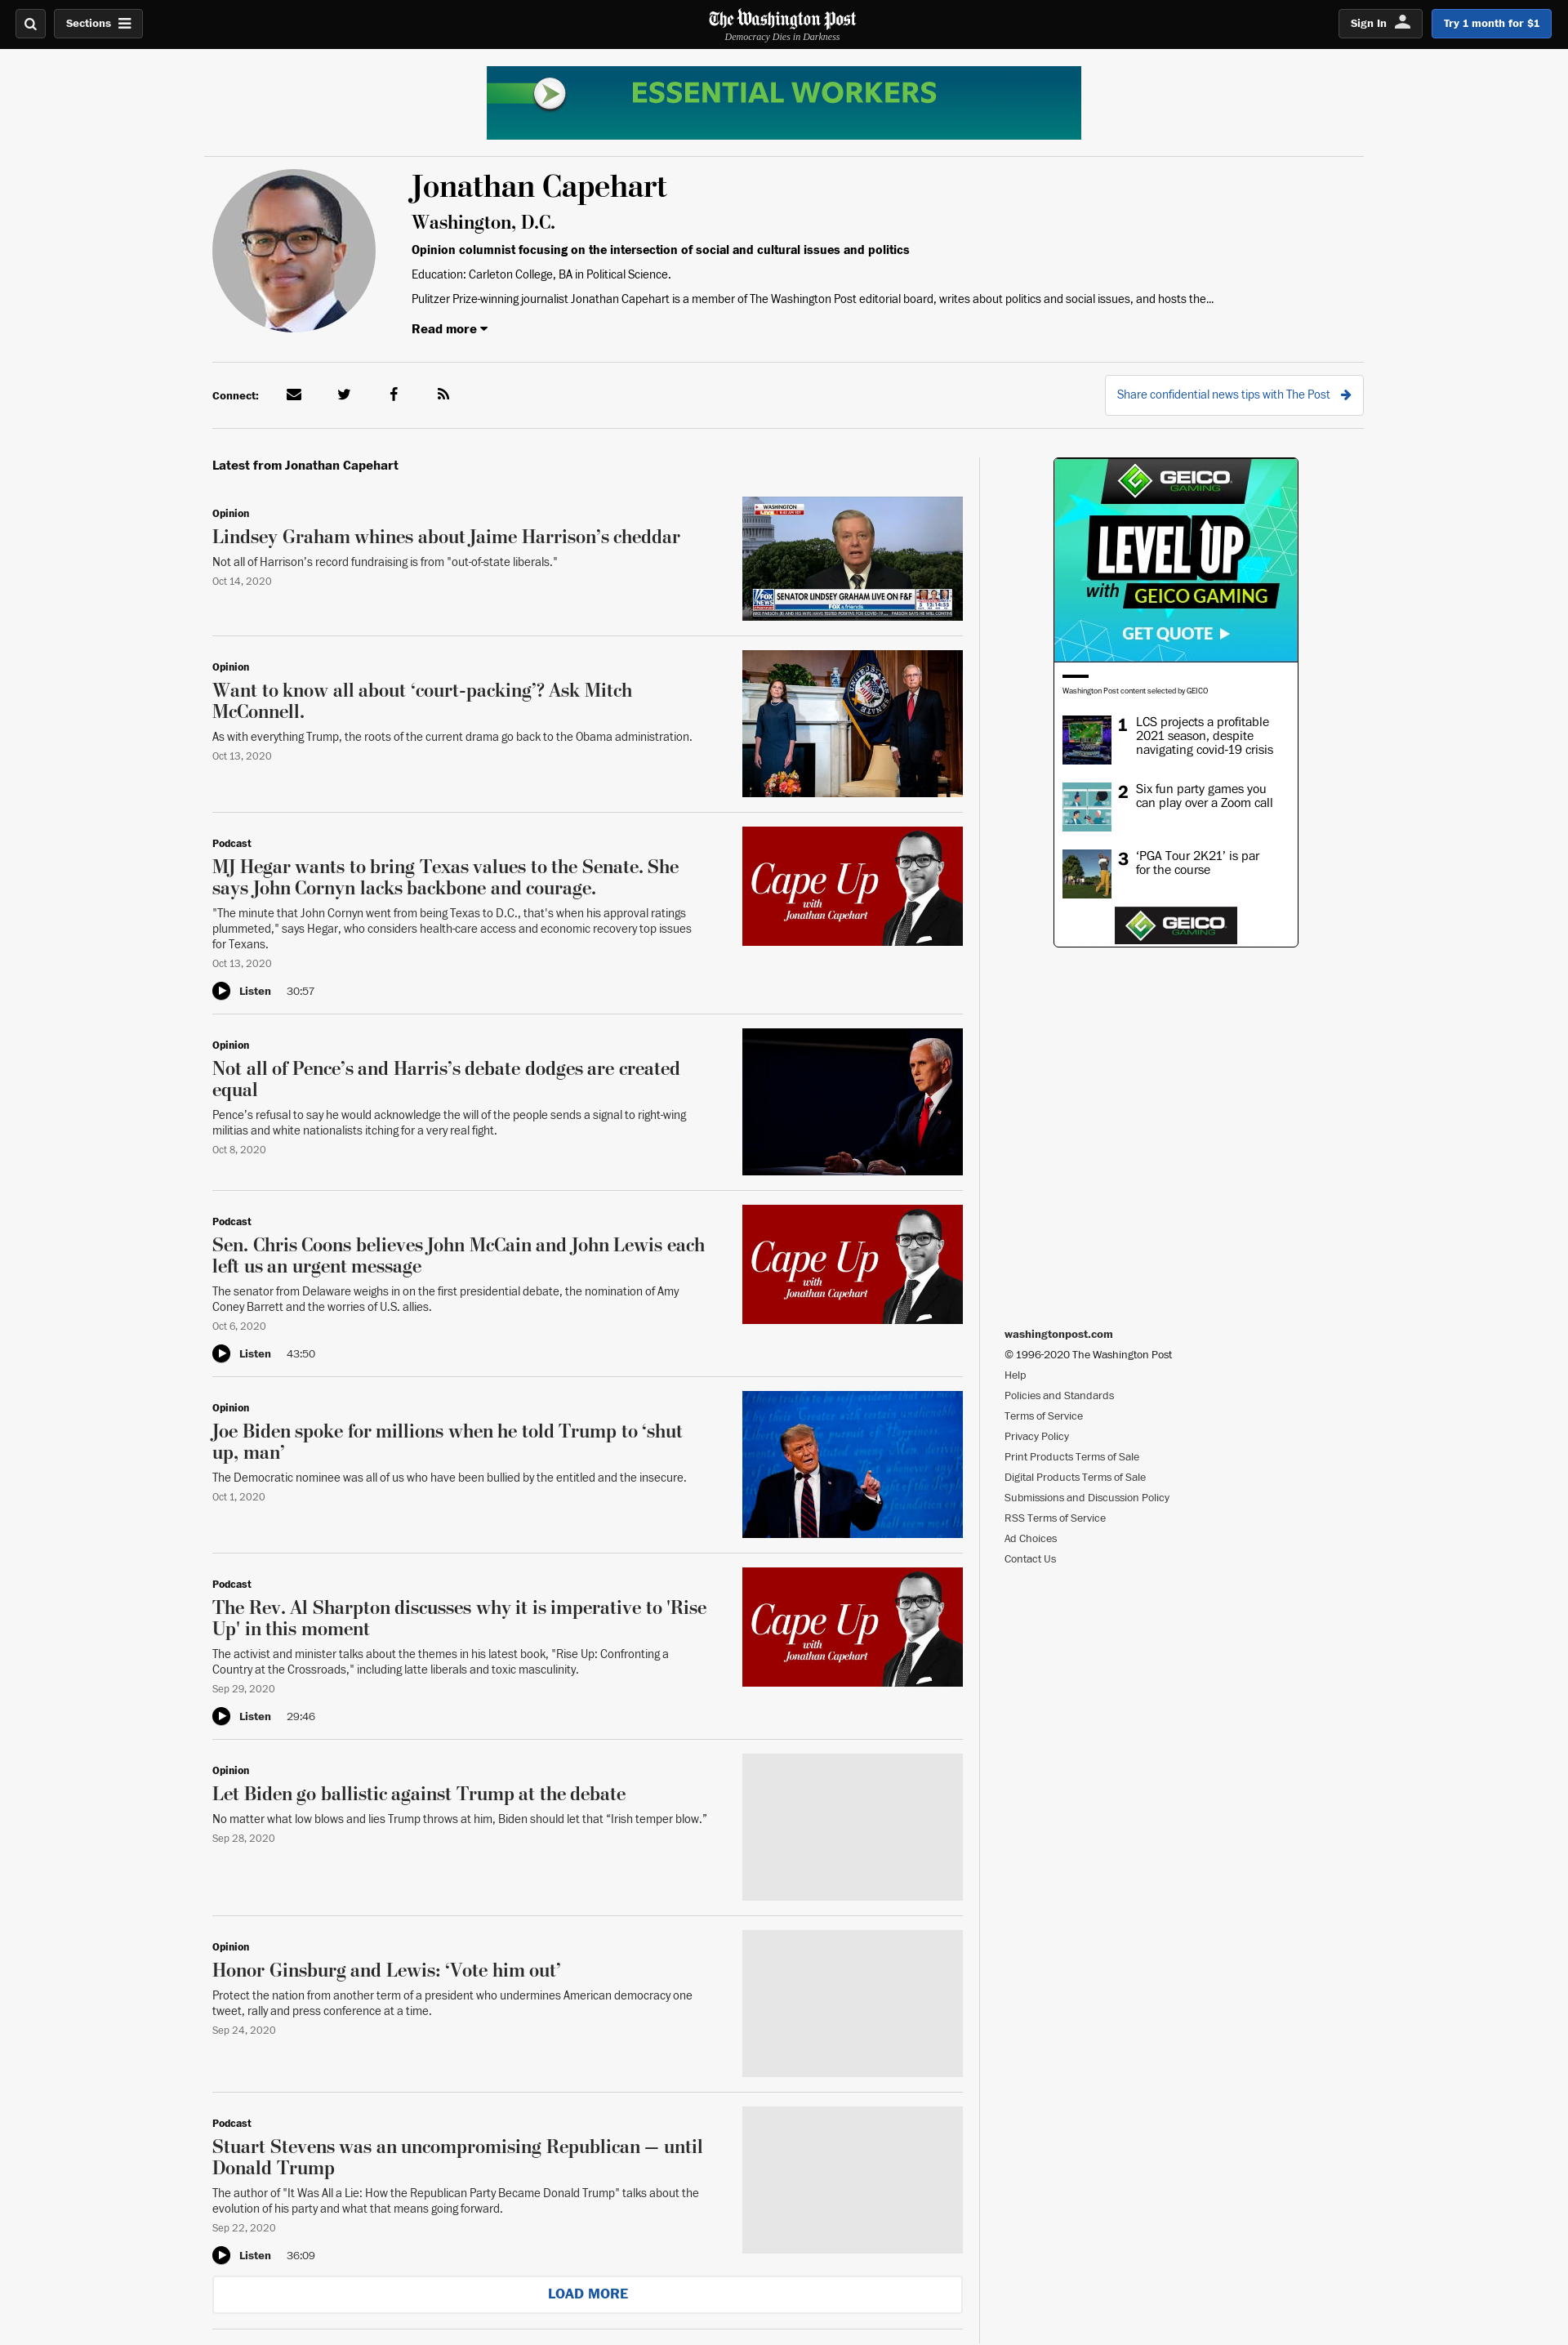 Sections
The Washington Post
Democracy Dies in Darkness
Sign In
Try 1 month for $1
ESSENTIAL WORKERS
Jonathan Capehart
Washington, D.C.
Opinion columnist focusing on the intersection of social and cultural issues and politics
Education: Carleton College, BA in Political Science.
Pulitzer Prize-winning journalist Jonathan Capehart is a member of The Washington Post editorial board, writes about politics and social issues, and hosts the...
Read more
Connect:
Share confidential news tips with The Post
Latest from Jonathan Capehart
Opinion
Lindsey Graham whines about Jaime Harrison’s cheddar
Not all of Harrison’s record fundraising is from "out-of-state liberals."
Oct 14, 2020
WASHINGTON
FOX NEWS
SENATOR LINDSEY GRAHAM LIVE ON F&F
FOX & friends
Opinion
Want to know all about ‘court-packing’? Ask Mitch
McConnell.
As with everything Trump, the roots of the current drama go back to the Obama administration.
Oct 13, 2020
Podcast
MJ Hegar wants to bring Texas values to the Senate. She
says John Cornyn lacks backbone and courage.
"The minute that John Cornyn went from being Texas to D.C., that's when his approval ratings
plummeted," says Hegar, who considers health-care access and economic recovery top issues
for Texans.
Oct 13, 2020
Listen 30:57
Cape Up
with
Jonathan Capehart
Opinion
Not all of Pence’s and Harris’s debate dodges are created
equal
Pence’s refusal to say he would acknowledge the will of the people sends a signal to right-wing
militias and white nationalists itching for a very real fight.
Oct 8, 2020
Podcast
Sen. Chris Coons believes John McCain and John Lewis each
left us an urgent message
The senator from Delaware weighs in on the first presidential debate, the nomination of Amy
Coney Barrett and the worries of U.S. allies.
Oct 6, 2020
Listen 43:50
Cape Up
with
Jonathan Capehart
Opinion
Joe Biden spoke for millions when he told Trump to ‘shut
up, man’
The Democratic nominee was all of us who have been bullied by the entitled and the insecure.
Oct 1, 2020
Podcast
The Rev. Al Sharpton discusses why it is imperative to 'Rise
Up' in this moment
The activist and minister talks about the themes in his latest book, "Rise Up: Confronting a
Country at the Crossroads," including latte liberals and toxic masculinity.
Sep 29, 2020
Listen 29:46
Cape Up
with
Jonathan Capehart
Opinion
Let Biden go ballistic against Trump at the debate
No matter what low blows and lies Trump throws at him, Biden should let that “Irish temper blow.”
Sep 28, 2020
Opinion
Honor Ginsburg and Lewis: ‘Vote him out’
Protect the nation from another term of a president who undermines American democracy one
tweet, rally and press conference at a time.
Sep 24, 2020
Podcast
Stuart Stevens was an uncompromising Republican — until
Donald Trump
The author of "It Was All a Lie: How the Republican Party Became Donald Trump" talks about the
evolution of his party and what that means going forward.
Sep 22, 2020
Listen 36:09
LOAD MORE
GEICO
GAMING
LEVEL UP
with GEICO GAMING
GET QUOTE
Washington Post content selected by GEICO
1 LCS projects a profitable
2021 season, despite
navigating covid-19 crisis
2 Six fun party games you
can play over a Zoom call
3 ‘PGA Tour 2K21’ is par
for the course
GEICO
GAMING
washingtonpost.com
© 1996-2020 The Washington Post
Help
Policies and Standards
Terms of Service
Privacy Policy
Print Products Terms of Sale
Digital Products Terms of Sale
Submissions and Discussion Policy
RSS Terms of Service
Ad Choices
Contact Us